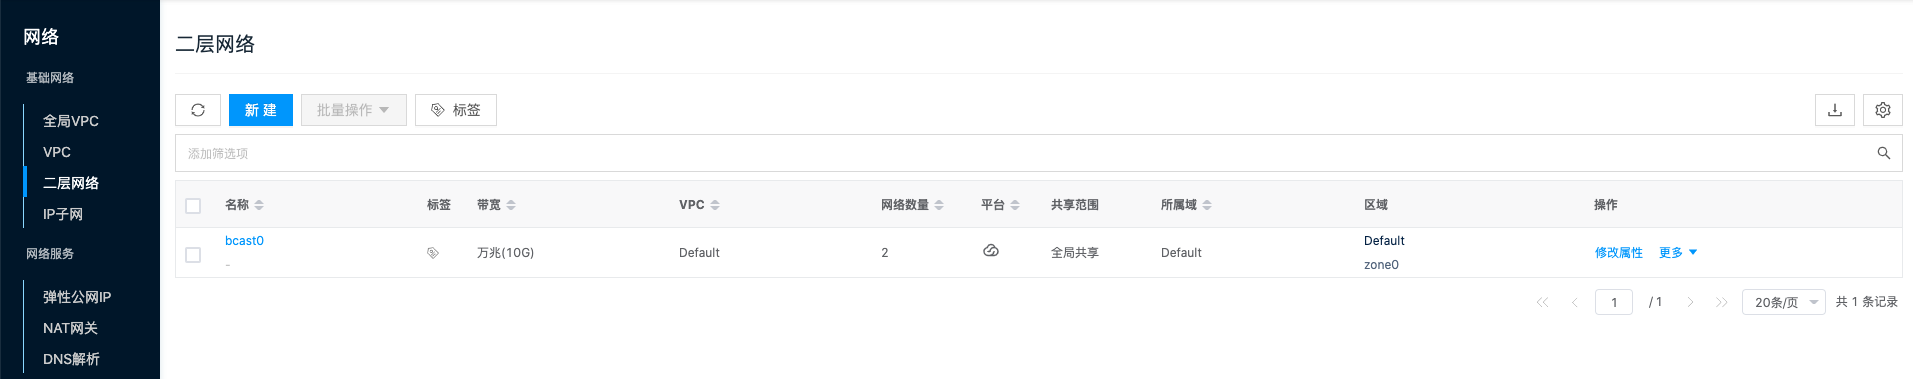 网络
基础网络
全局VPC
VPC
二层网络
IP子网
网络服务
弹性公网IP
NAT网关
DNS解析
二层网络
新 建 批量操作 标签
添加筛选项
名称 标签 带宽 VPC 网络数量 平台 共享范围 所属域 区域 操作
bcast0 万兆(10G) Default 2 全局共享 Default Default 修改属性 更多
- zone0
1 / 1 20条/页 共 1 条记录